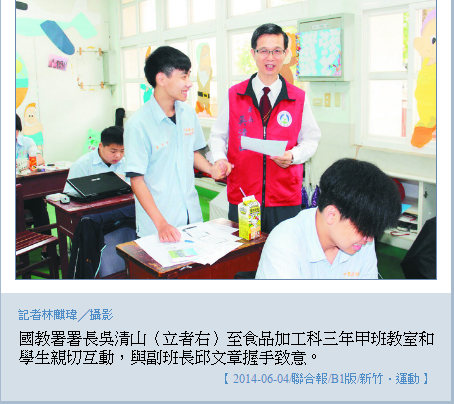 記者林麒瑋／攝影
國教署署長吳清山（立者右）至食品加工科三年甲班教室和
學生親切互動，與副班長邱文章握手致意。
【 2014-06-04/聯合報/B1版/新竹．運動 】